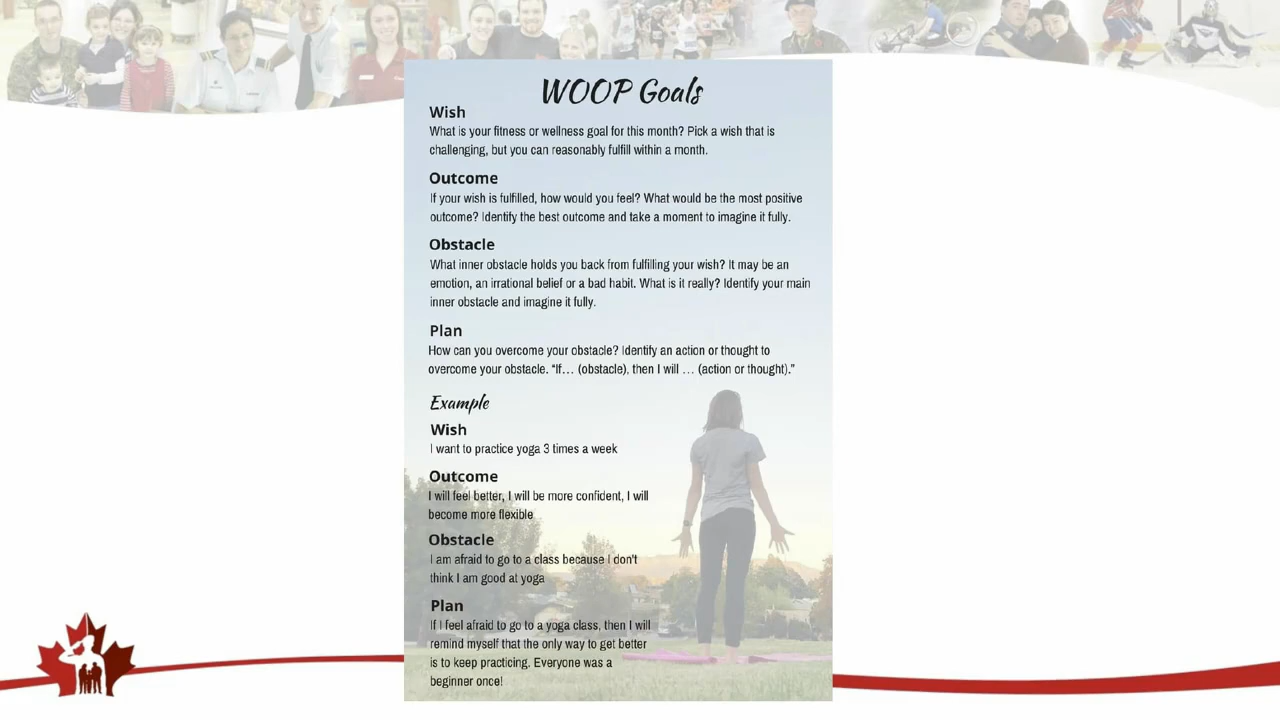 WOOP Goals
Wish
What is your fitness or wellness goal for this month? Pick a wish that is
challenging, but you can reasonably fulfill within a month.
Outcome
If your wish is fulfilled, how would you feel? What would be the most positive
outcome? Identify the best outcome and take a moment to imagine it fully.
Obstacle
What inner obstacle holds you back from fulfilling your wish? It may be an
emotion, an irrational belief or a bad habit. What is it really? Identify your main
inner obstacle and imagine it fully.
Plan
How can you overcome your obstacle? Identify an action or thought to
overcome your obstacle. “If… (obstacle), then I will … (action or thought).”
Example
Wish
I want to practice yoga 3 times a week
Outcome
I will feel better, I will be more confident, I will
become more flexible
Obstacle
I am afraid to go to a class because I don't
think I am good at yoga
Plan
If I feel afraid to go to a yoga class, then I will
remind myself that the only way to get better
is to keep practicing. Everyone was a
beginner once!